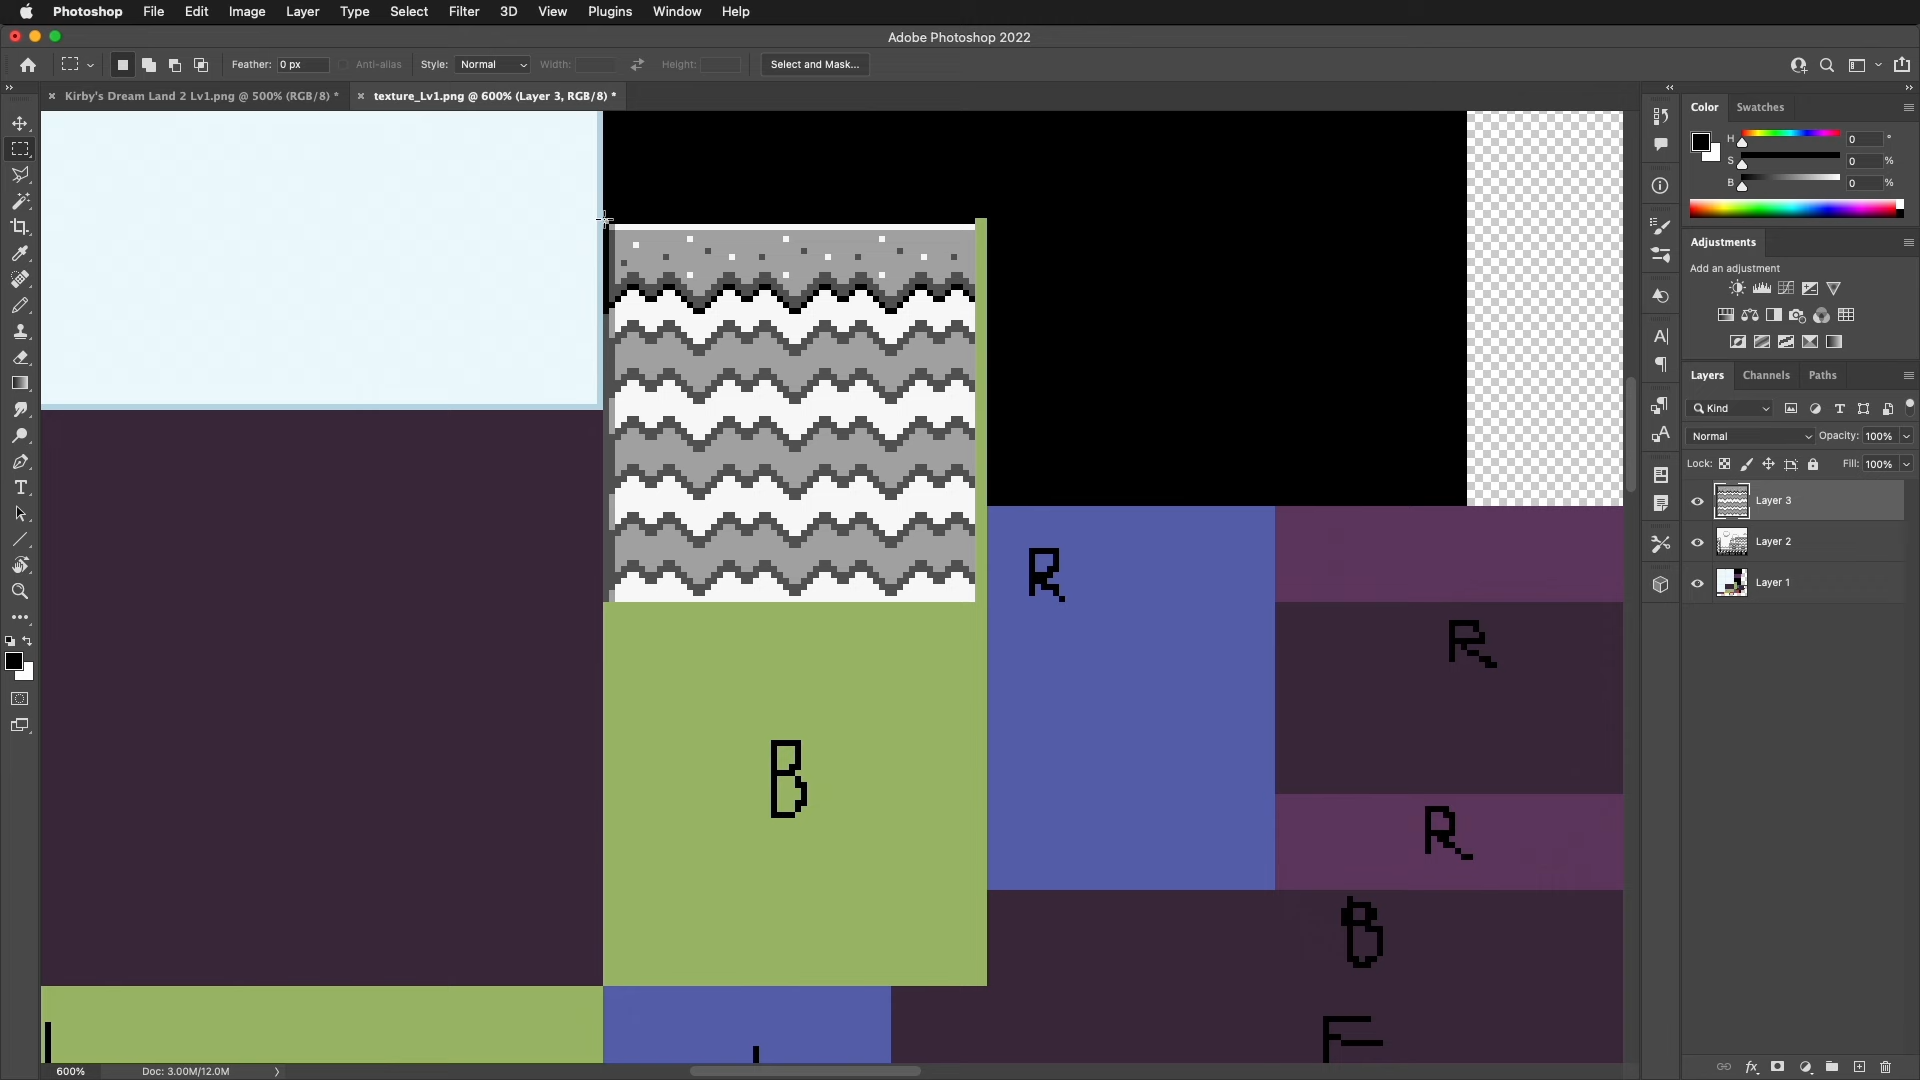 Photoshop File Edit Image Layer Type Select Filter 3D View Plugins Window Help
Adobe Photoshop 2022
Feather: 0 px Anti-alias Style: Normal Width: Height: Select and Mask...
Kirby's Dream Land 2 Lv1.png @ 500% (RGB/8) * texture_Lv1.png @ 600% (Layer 3, RGB/8) *
Color Swatches
H 0 °
S 0 %
B 0 %
Adjustments
Add an adjustment
Layers Channels Paths
Kind
Normal Opacity: 100%
Lock: Fill: 100%
Layer 3
Layer 2
Layer 1
R
R
B
R
B
F
600% Doc: 3.00M/12.0M